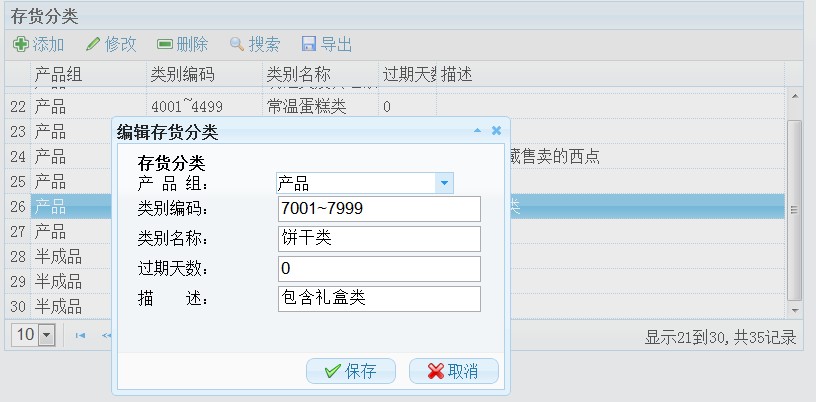 存货分类
添加 修改 删除 搜索 导出
产品组 类别编码 类别名称 过期天数 描述
22 产品 4001~4499 常温蛋糕类 0
23 产品
24 产品 藏售卖的西点
25 产品
26 产品 类
27 产品
28 半成品
29 半成品
30 半成品
10 显示21到30,共35记录
编辑存货分类
存货分类
产 品 组： 产品
类别编码： 7001~7999
类别名称： 饼干类
过期天数： 0
描 述： 包含礼盒类
保存 取消